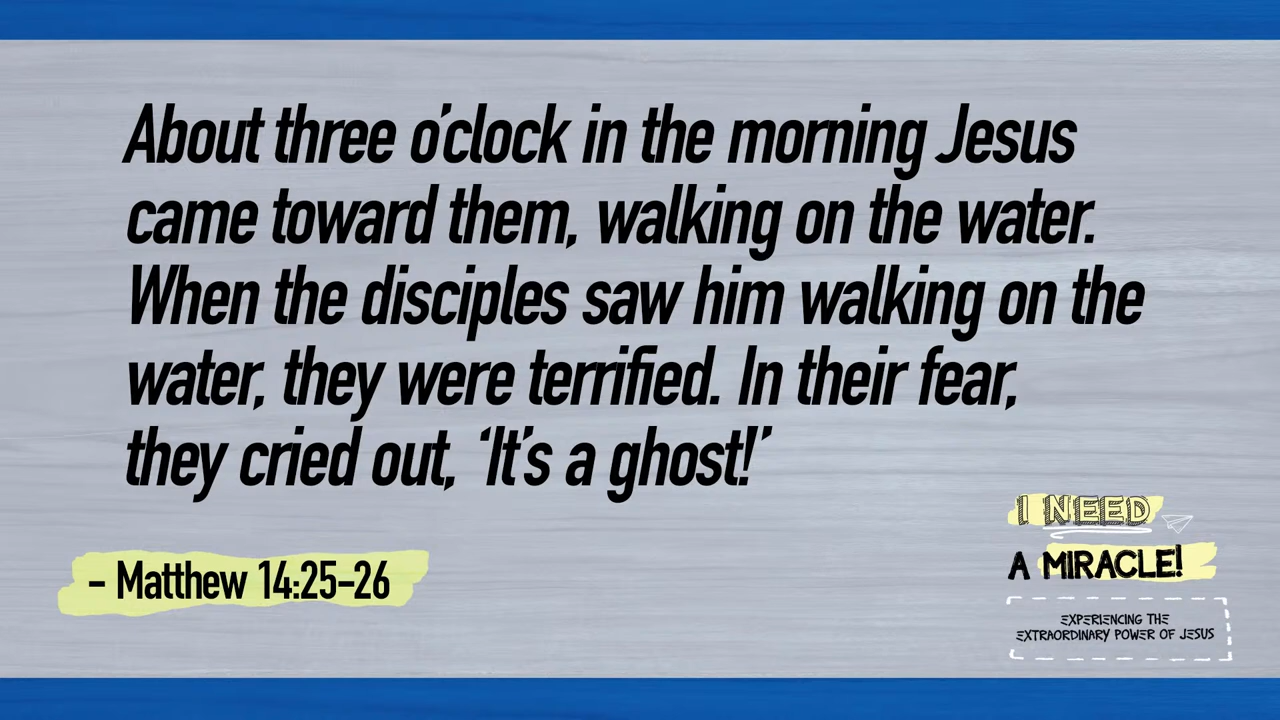 About three o’clock in the morning Jesus
came toward them, walking on the water.
When the disciples saw him walking on the
water, they were terrified. In their fear,
they cried out, ‘It’s a ghost!’
– Matthew 14:25–26
I NEED
A MIRACLE!
EXPERIENCING THE
EXTRAORDINARY POWER OF JESUS